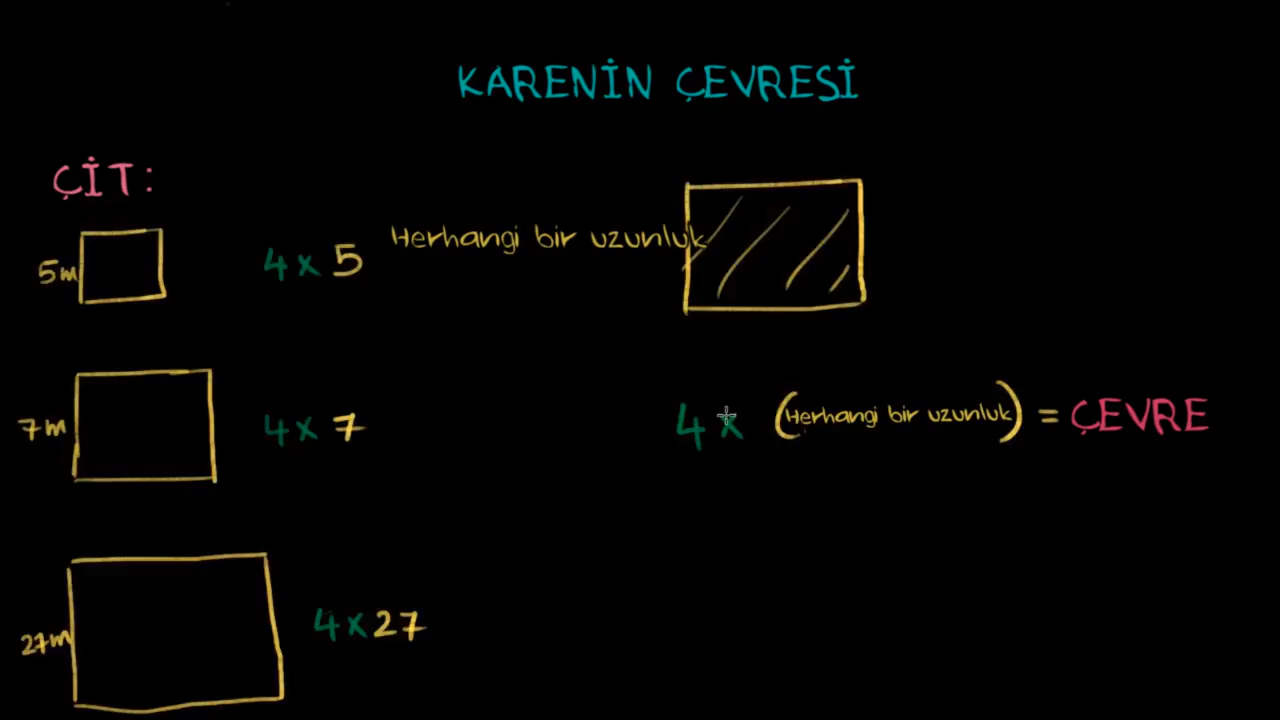 KARENİN ÇEVRESİ
ÇİT:
5m
4 x 5
Herhangi bir uzunluk
7m
4 x 7
4 x (Herhangi bir uzunluk) = ÇEVRE
27m
4 x 27